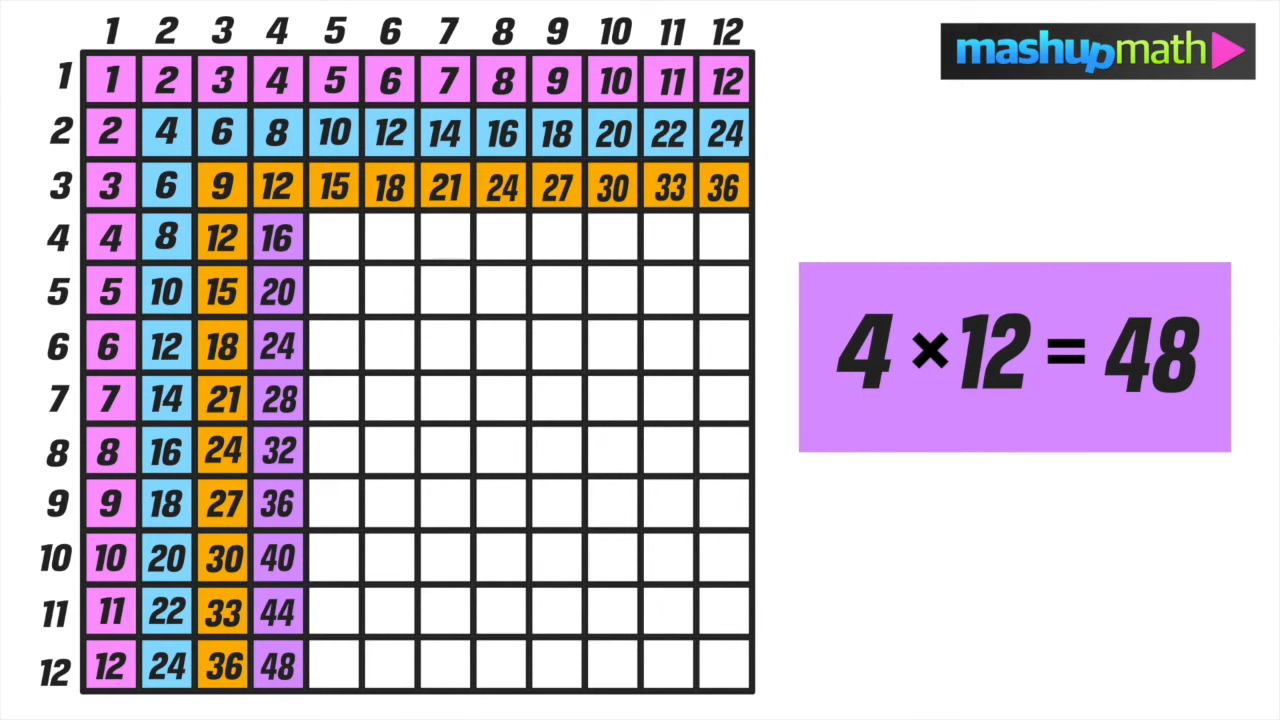 mashupmath
1 2 3 4 5 6 7 8 9 10 11 12
1 1 2 3 4 5 6 7 8 9 10 11 12
2 2 4 6 8 10 12 14 16 18 20 22 24
3 3 6 9 12 15 18 21 24 27 30 33 36
4 4 8 12 16
5 5 10 15 20
6 6 12 18 24
7 7 14 21 28
8 8 16 24 32
9 9 18 27 36
10 10 20 30 40
11 11 22 33 44
12 12 24 36 48
4 × 12 = 48